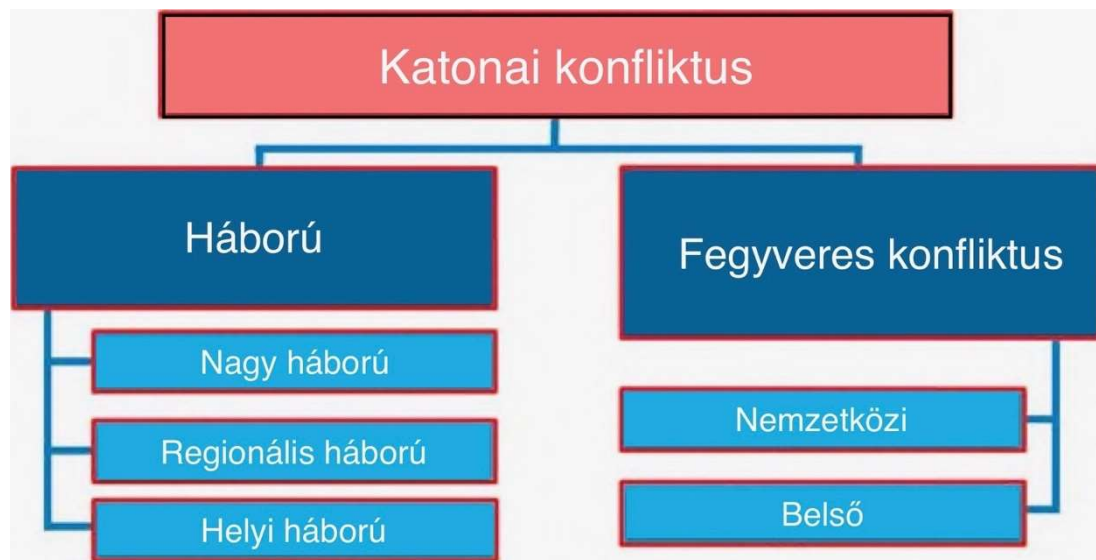 Katonai konfliktus
Háború
Nagy háború
Regionális háború
Helyi háború
Fegyveres konfliktus
Nemzetközi
Belső